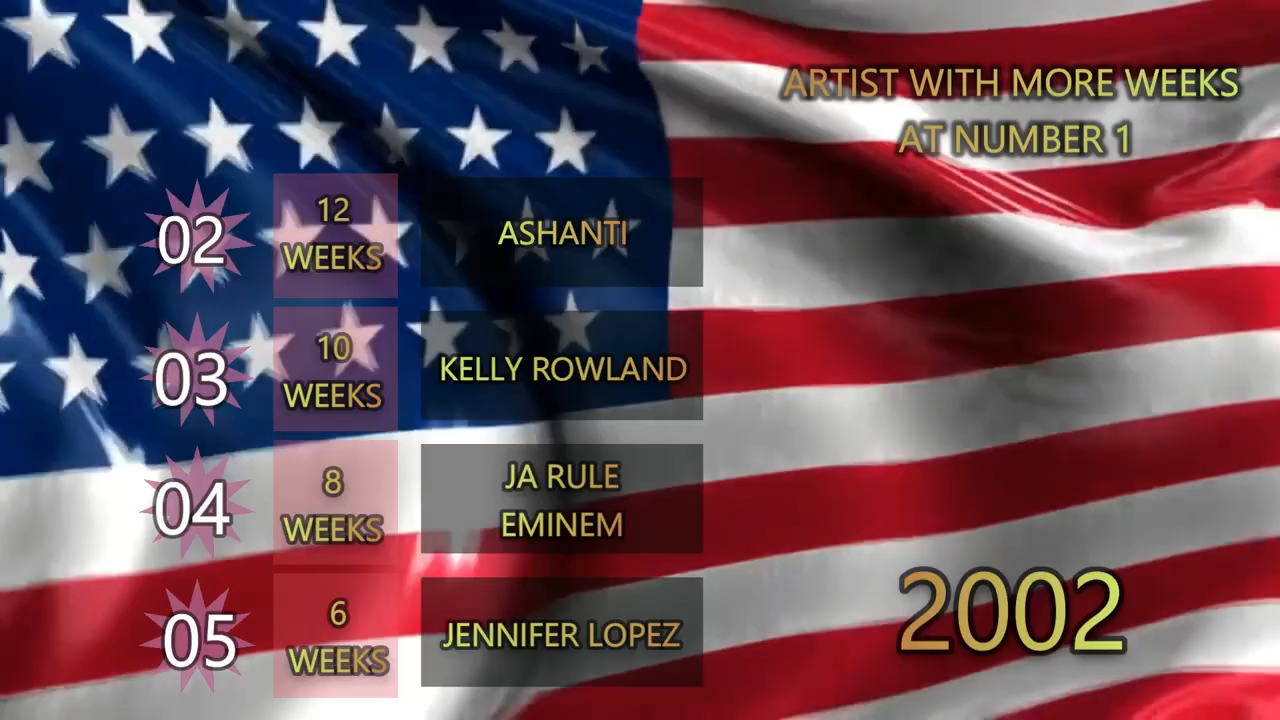 ARTIST WITH MORE WEEKS
AT NUMBER 1
02
12
WEEKS
ASHANTI
03
10
WEEKS
KELLY ROWLAND
04
8
WEEKS
JA RULE
EMINEM
05
6
WEEKS
JENNIFER LOPEZ
2002